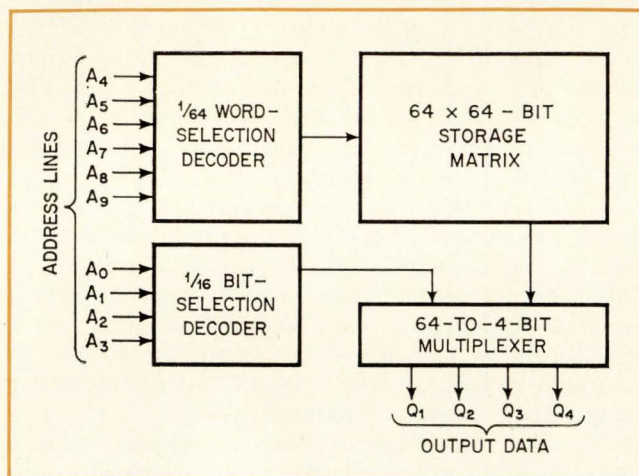 ADDRESS LINES
A4
A5
A6
A7
A8
A9
1/64 WORD-
SELECTION
DECODER
64 × 64 - BIT
STORAGE
MATRIX
A0
A1
A2
A3
1/16 BIT-
SELECTION
DECODER
64-TO-4-BIT
MULTIPLEXER
Q1 Q2 Q3 Q4
OUTPUT DATA